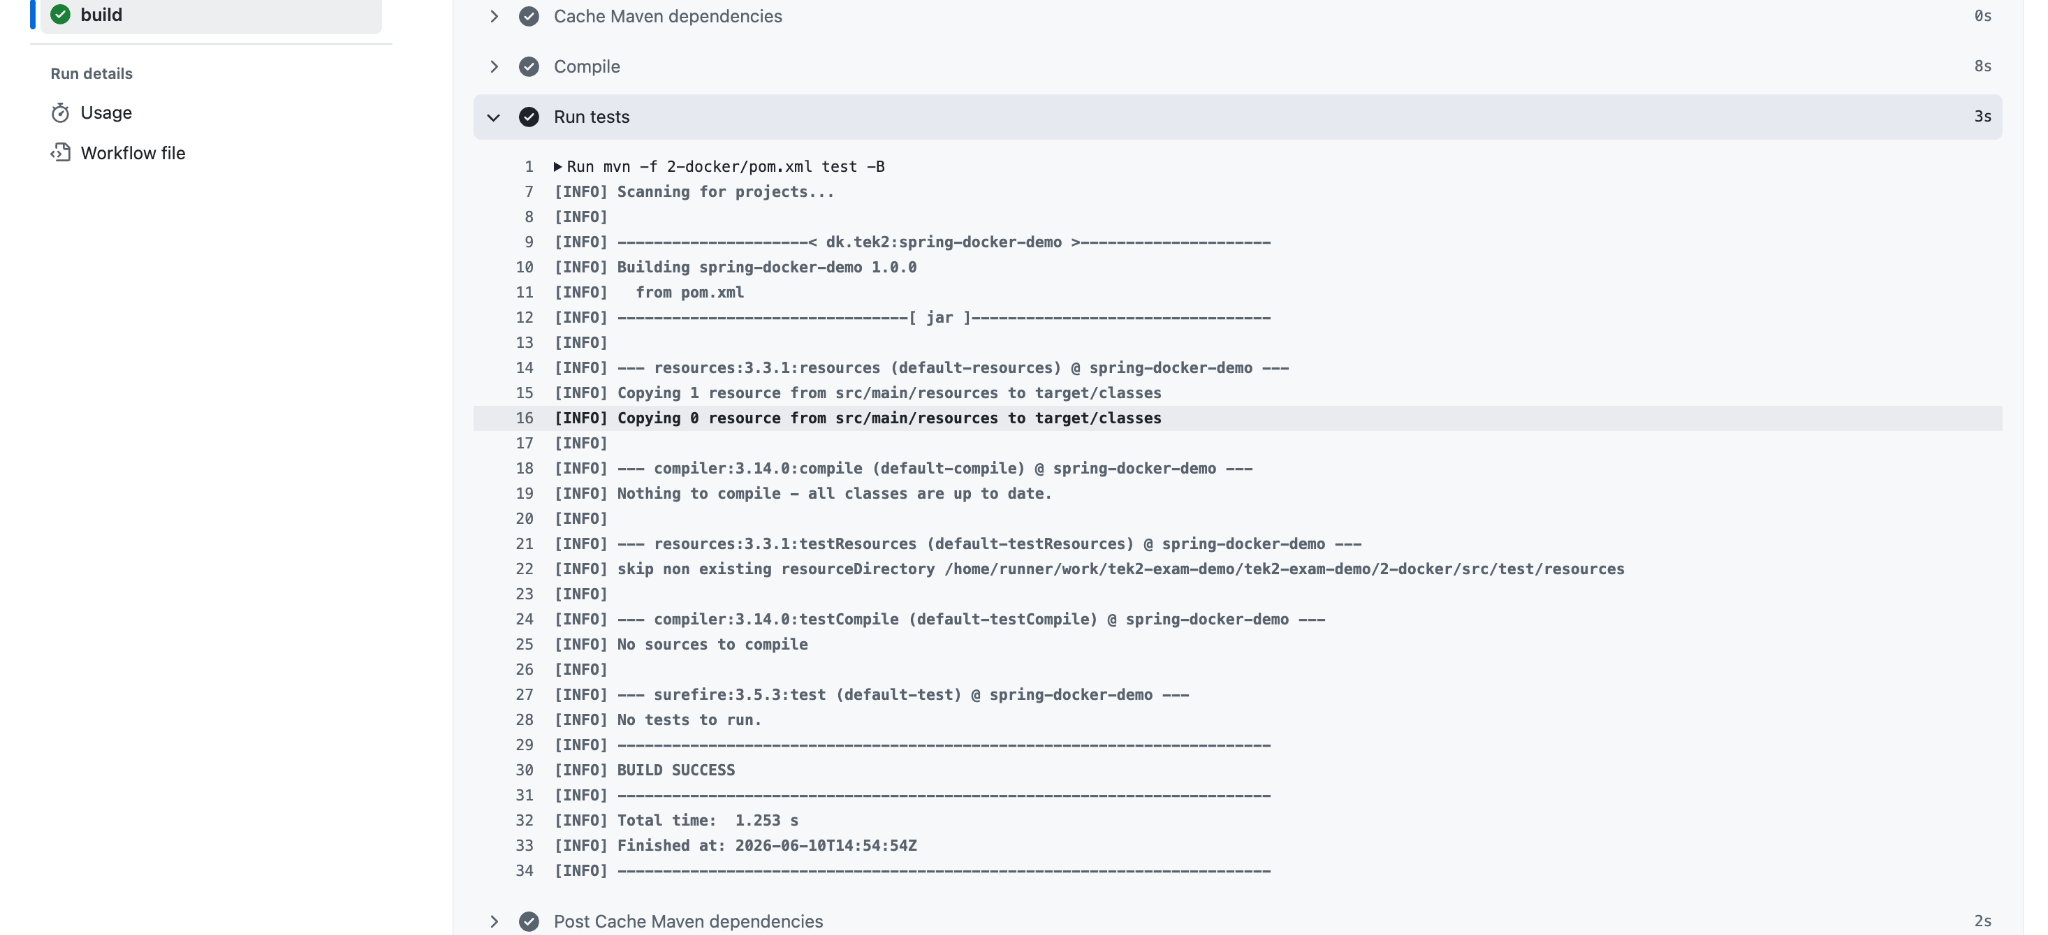 build
Run details
Usage
Workflow file
Cache Maven dependencies 0s
Compile 8s
Run tests 3s
1 Run mvn -f 2-docker/pom.xml test -B
7 [INFO] Scanning for projects...
8 [INFO]
9 [INFO] ---------------------< dk.tek2:spring-docker-demo >---------------------
10 [INFO] Building spring-docker-demo 1.0.0
11 [INFO]   from pom.xml
12 [INFO] --------------------------------[ jar ]---------------------------------
13 [INFO]
14 [INFO] --- resources:3.3.1:resources (default-resources) @ spring-docker-demo ---
15 [INFO] Copying 1 resource from src/main/resources to target/classes
16 [INFO] Copying 0 resource from src/main/resources to target/classes
17 [INFO]
18 [INFO] --- compiler:3.14.0:compile (default-compile) @ spring-docker-demo ---
19 [INFO] Nothing to compile - all classes are up to date.
20 [INFO]
21 [INFO] --- resources:3.3.1:testResources (default-testResources) @ spring-docker-demo ---
22 [INFO] skip non existing resourceDirectory /home/runner/work/tek2-exam-demo/tek2-exam-demo/2-docker/src/test/resources
23 [INFO]
24 [INFO] --- compiler:3.14.0:testCompile (default-testCompile) @ spring-docker-demo ---
25 [INFO] No sources to compile
26 [INFO]
27 [INFO] --- surefire:3.5.3:test (default-test) @ spring-docker-demo ---
28 [INFO] No tests to run.
29 [INFO] ------------------------------------------------------------------------
30 [INFO] BUILD SUCCESS
31 [INFO] ------------------------------------------------------------------------
32 [INFO] Total time:  1.253 s
33 [INFO] Finished at: 2026-06-10T14:54:54Z
34 [INFO] ------------------------------------------------------------------------
Post Cache Maven dependencies 2s